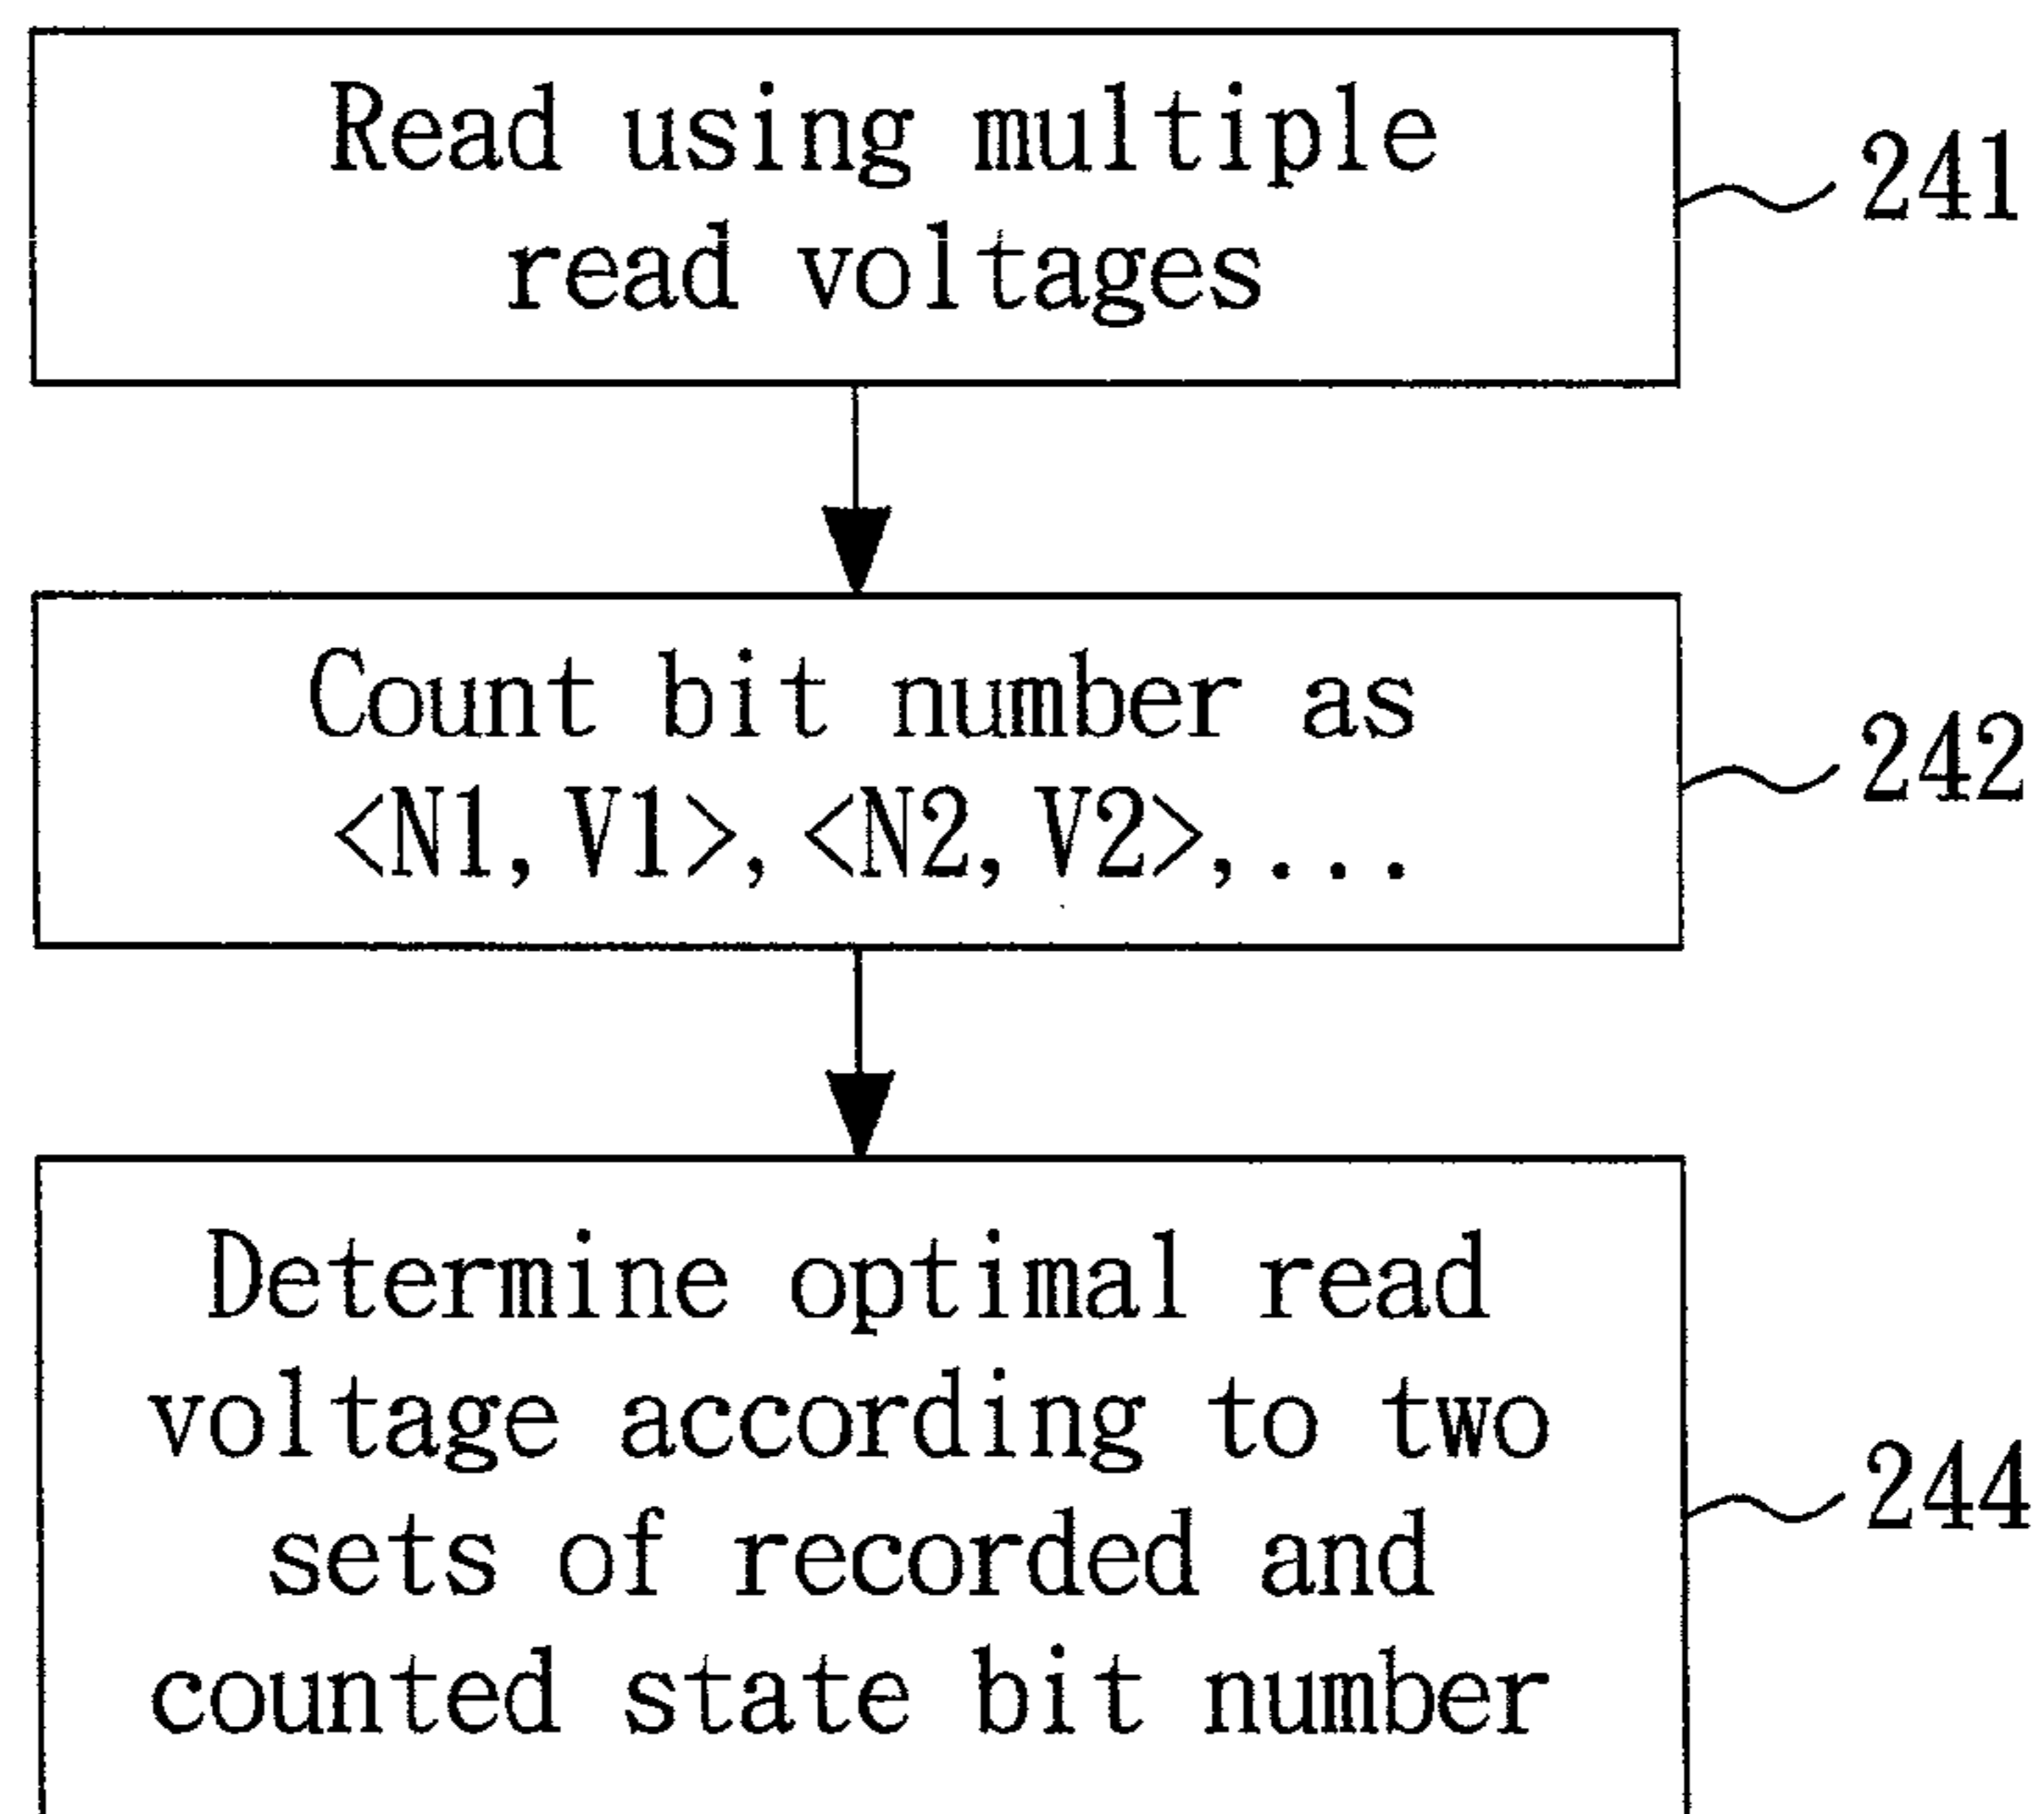 Read using multiple
read voltages
241
Count bit number as
<N1, V1>, <N2, V2>, ...
242
Determine optimal read
voltage according to two
sets of recorded and
counted state bit number
244